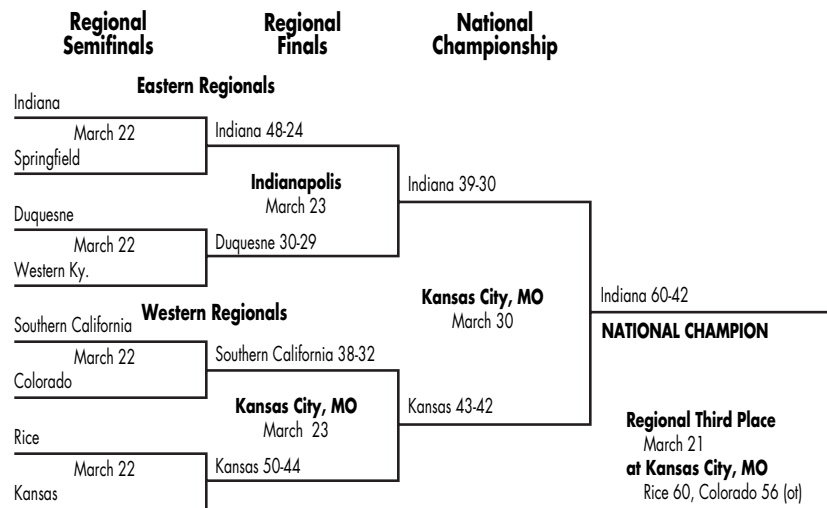 Regional
Semifinals
Regional
Finals
National
Championship
Eastern Regionals
Indiana
March 22
Springfield
Indiana 48-24
Indianapolis
March 23
Duquesne
March 22
Western Ky.
Duquesne 30-29
Indiana 39-30
Western Regionals
Southern California
March 22
Colorado
Southern California 38-32
Kansas City, MO
March 23
Rice
March 22
Kansas
Kansas 50-44
Kansas 43-42
Kansas City, MO
March 30
Indiana 60-42
NATIONAL CHAMPION
Regional Third Place
March 21
at Kansas City, MO
Rice 60, Colorado 56 (ot)